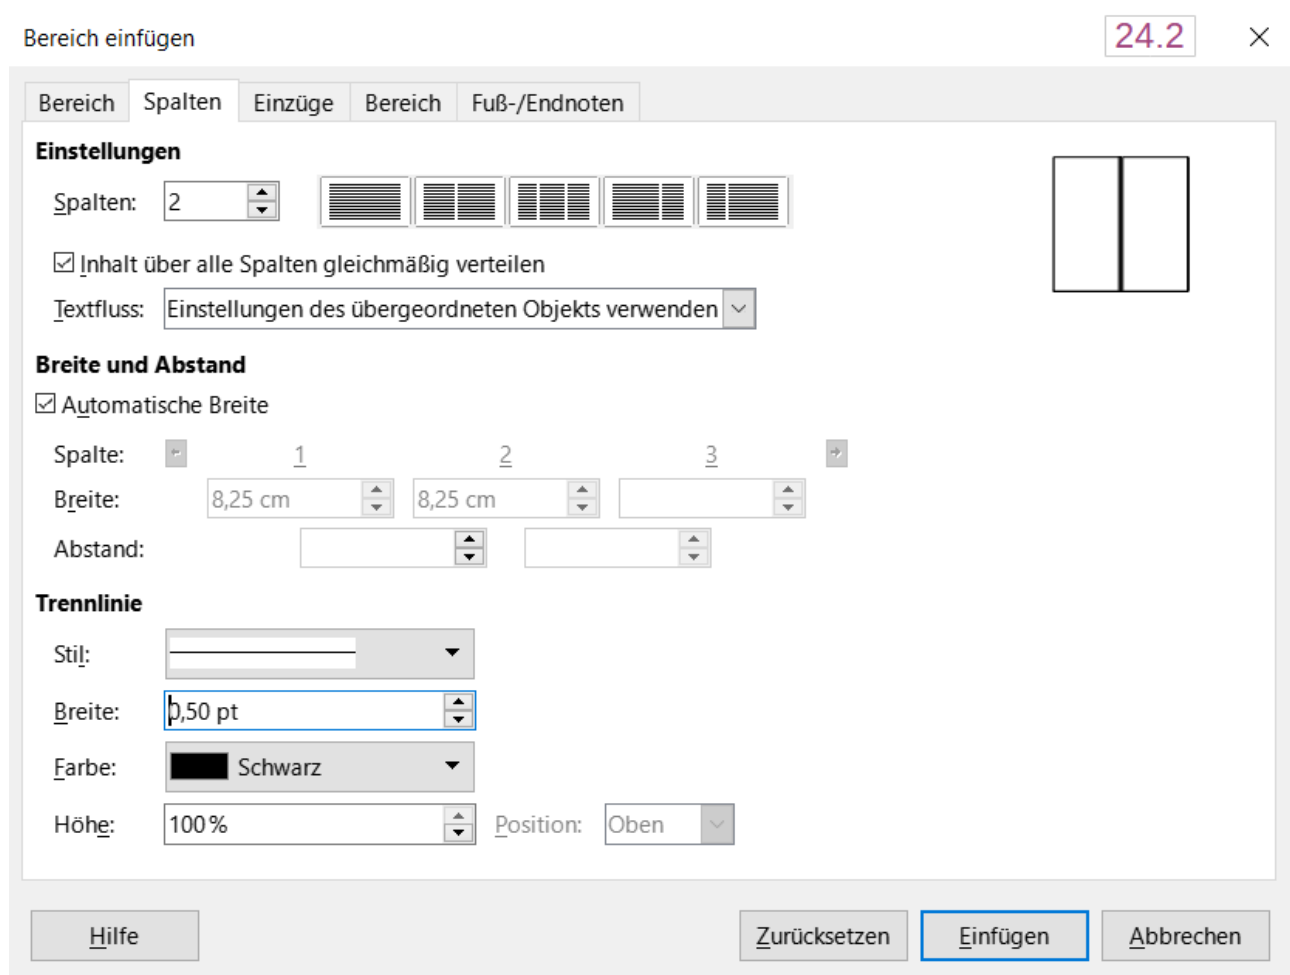 Bereich einfügen 24.2
Bereich Spalten Einzüge Bereich Fuß-/Endnoten
Einstellungen
Spalten: 2
Inhalt über alle Spalten gleichmäßig verteilen
Textfluss: Einstellungen des übergeordneten Objekts verwenden
Breite und Abstand
Automatische Breite
Spalte: 1 2 3
Breite: 8,25 cm 8,25 cm
Abstand:
Trennlinie
Stil:
Breite: 0,50 pt
Farbe: Schwarz
Höhe: 100 % Position: Oben
Hilfe Zurücksetzen Einfügen Abbrechen